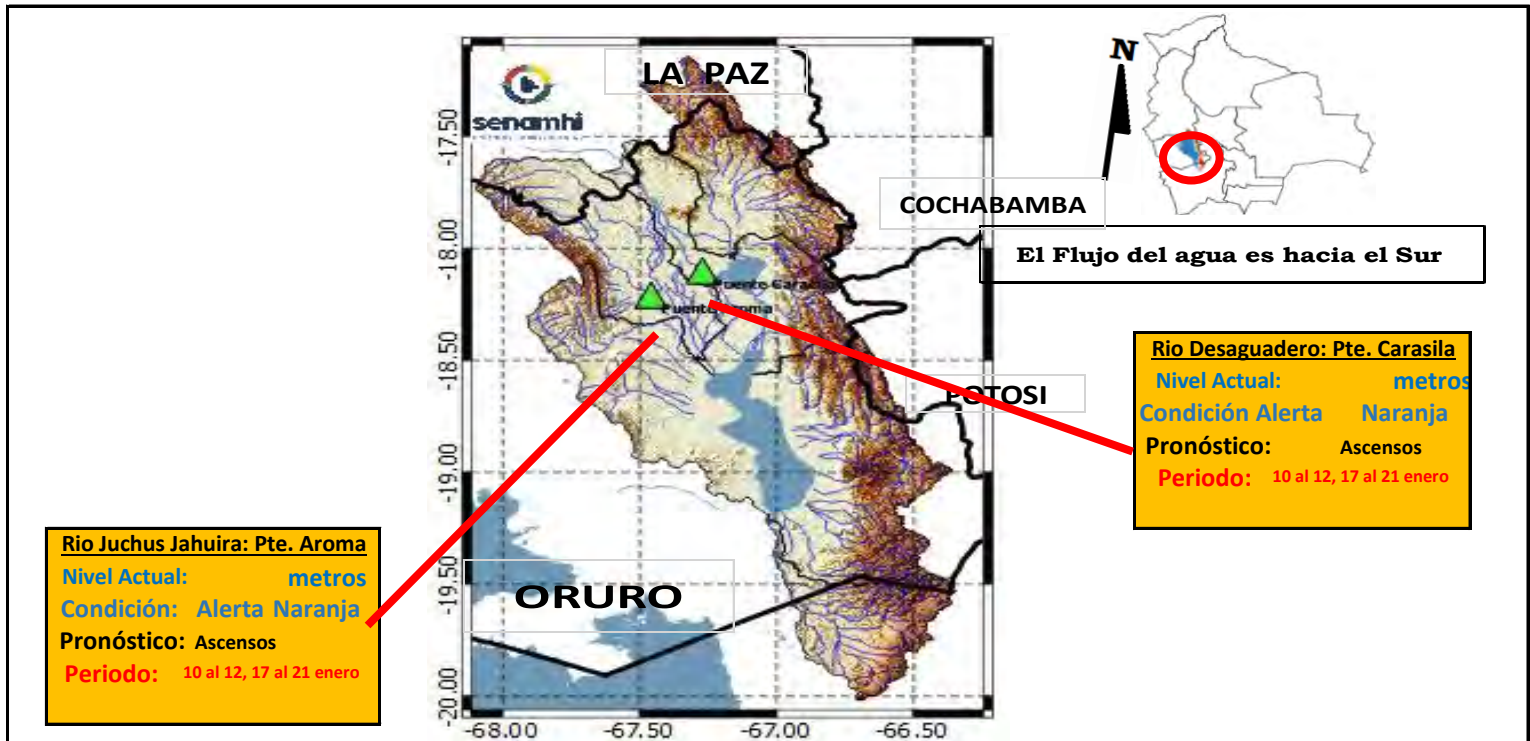 LA PAZ
senamhi
N
COCHABAMBA
El Flujo del agua es hacia el Sur
POTOSI
ORURO
Rio Desaguadero: Pte. Carasila
Nivel Actual: metros
Condición Alerta Naranja
Pronóstico: Ascensos
Periodo: 10 al 12, 17 al 21 enero
Rio Juchus Jahuira: Pte. Aroma
Nivel Actual: metros
Condición: Alerta Naranja
Pronóstico: Ascensos
Periodo: 10 al 12, 17 al 21 enero
Puente
Puente
-17.50
-18.00
-18.50
-19.00
-19.50
-20.00
-68.00 -67.50 -67.00 -66.50